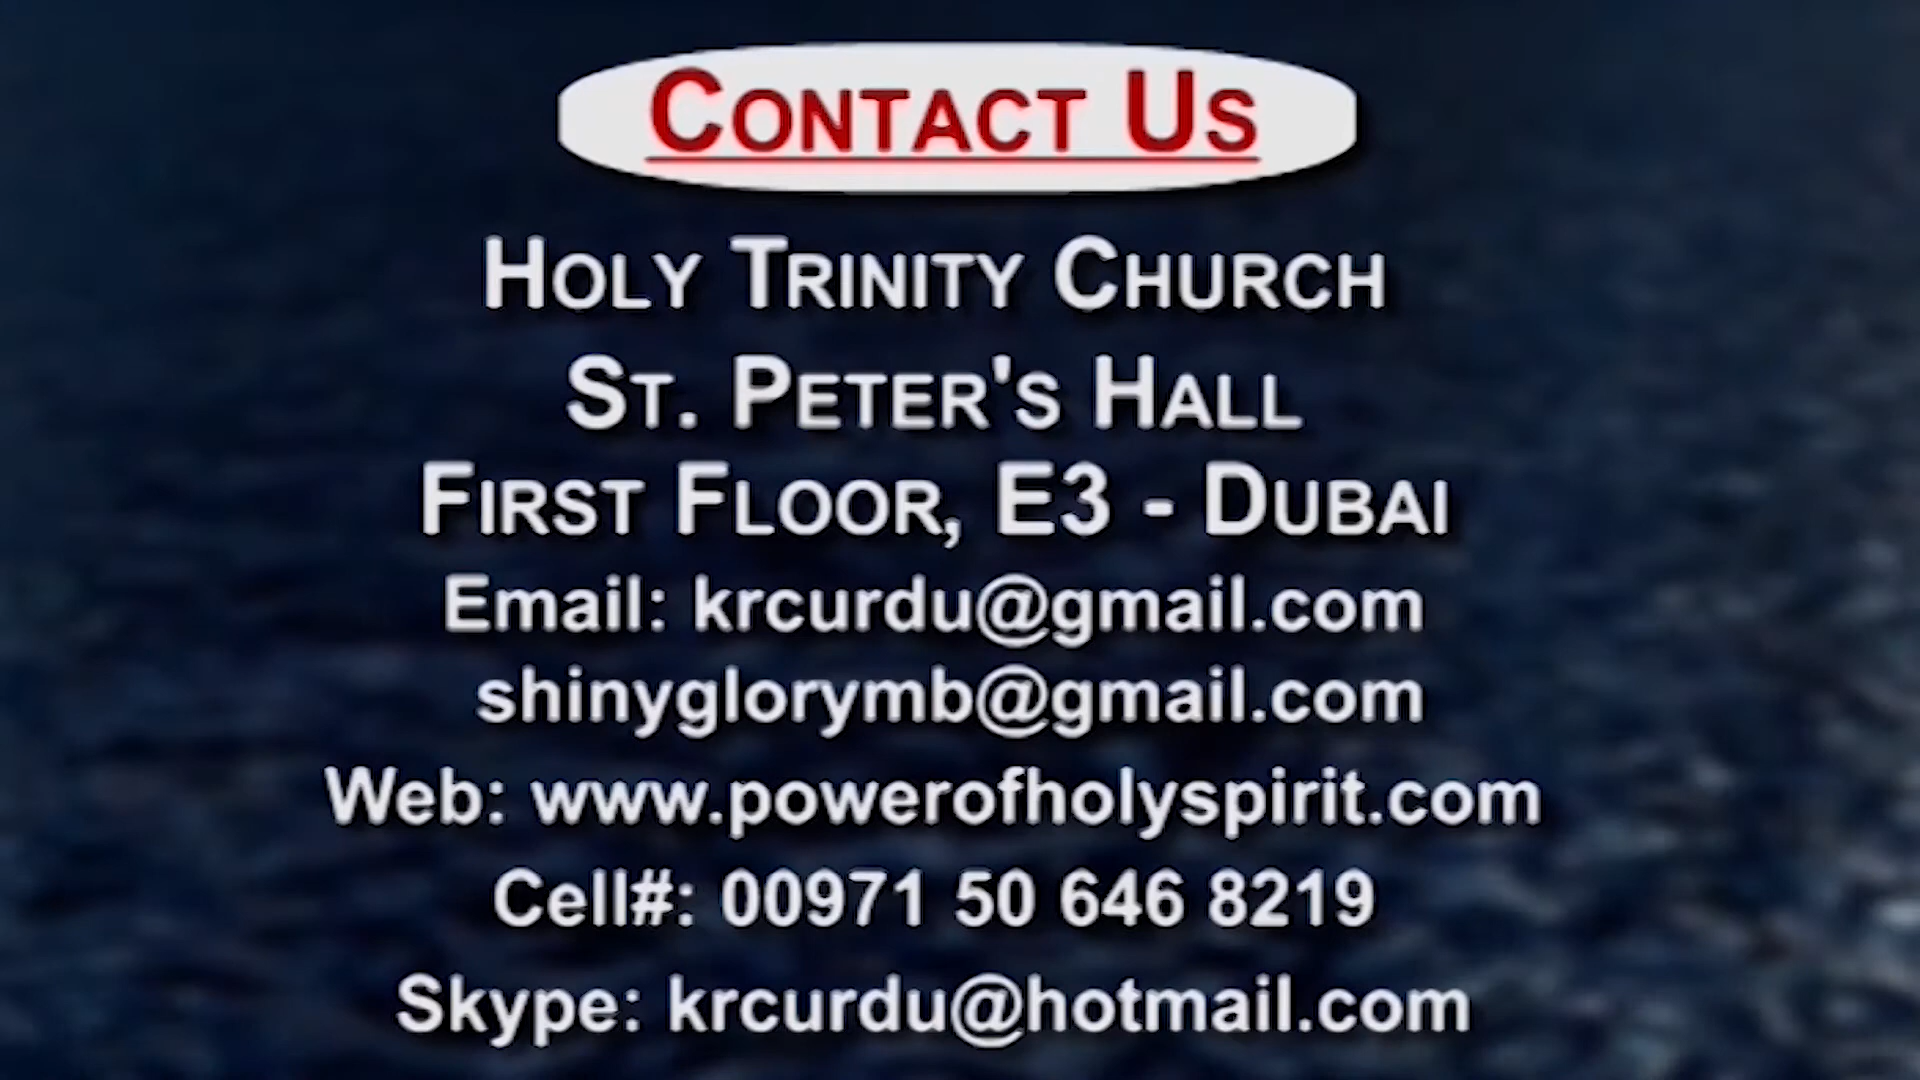 Contact Us
Holy Trinity Church
St. Peter's Hall
First Floor, E3 - Dubai
Email: krcurdu@gmail.com
shinyglorymb@gmail.com
Web: www.powerofholyspirit.com
Cell#: 00971 50 646 8219
Skype: krcurdu@hotmail.com